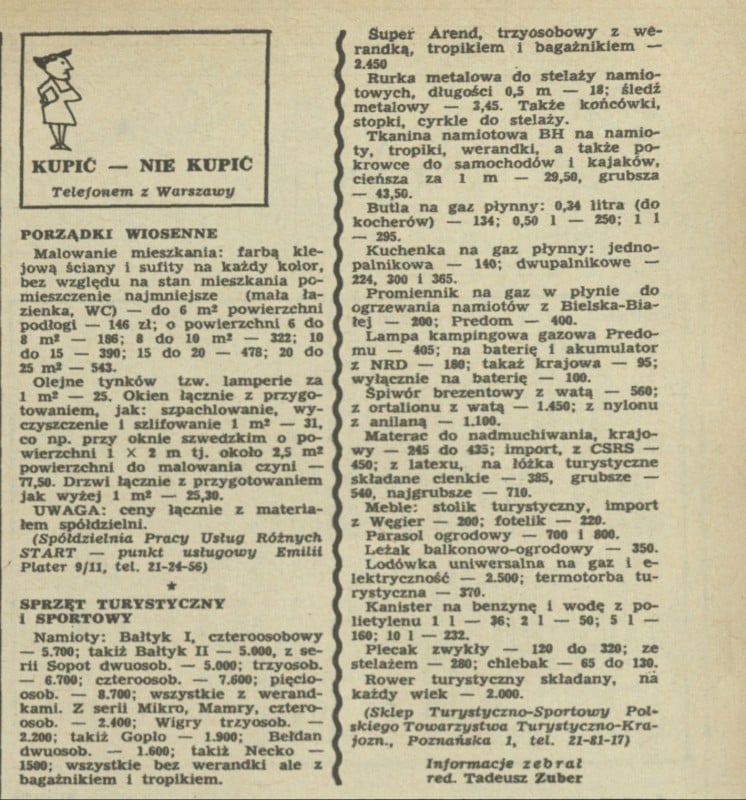 KUPIĆ — NIE KUPIĆ
Telefonem z Warszawy
PORZĄDKI WIOSENNE
Malowanie mieszkania: farbą kle-
jową ściany i sufity na każdy kolor,
bez względu na stan mieszkania po-
mieszczenie najmniejsze (mała ła-
zienka, WC) — do 6 m² powierzchni
podłogi — 146 zł; o powierzchni 6 do
8 m² — 186; 8 do 10 m² — 322; 10
do 15 — 390; 15 do 20 — 478; 20 do
25 m² — 543.
Olejne tynków tzw. lamperie za
1 m² — 25. Okien łącznie z przygo-
towaniem, jak: szpachlowanie, wy-
czyszczenie i szlifowanie 1 m² — 31,
co np. przy oknie szwedzkim o po-
wierzchni 1 × 2 m tj. około 2,5 m²
powierzchni do malowania czyni —
77,50. Drzwi łącznie z przygotowaniem
jak wyżej 1 m² — 25,30.
UWAGA: ceny łącznie z materia-
łem spółdzielni.
(Spółdzielnia Pracy Usług Różnych
START — punkt usługowy Emilii
Plater 9/11, tel. 21-24-56)
★
SPRZĘT TURYSTYCZNY
i SPORTOWY
Namioty: Bałtyk I, czteroosobowy
— 5.700; takiż Bałtyk II — 5.000, z se-
rii Sopot dwuosob. — 5.000; trzyosob.
— 6.700; czteroosob. — 7.600; pięcio-
osob. — 8.700; wszystkie z werand-
kami. Z serii Mikro, Mamry, cztero-
osob. — 2.400; Wigry trzyosob. —
2.200; takiż Gopło — 1.900; Bełdan
dwuosob. — 1.600; takiż Necko —
1500; wszystkie bez werandki ale z
bagażnikiem i tropikiem.
Super Arend, trzyosobowy z we-
randką, tropikiem i bagażnikiem —
2.450
Rurka metalowa do stelaży namio-
towych, długości 0,5 m — 18; śledź
metalowy — 3,45. Także końcówki,
stopki, cyrkle do stelaży.
Tkanina namiotowa BH na namio-
ty, tropiki, werandki, a także po-
krowce do samochodów i kajaków,
cieńsza za 1 m — 29,50, grubsza
— 43,50.
Butla na gaz płynny: 0,34 litra (do
kocherów) — 134; 0,50 l — 250; 1 l
— 295.
Kuchenka na gaz płynny: jedno-
palnikowa — 140; dwupalnikowe —
224, 300 i 365.
Promiennik na gaz w płynie do
ogrzewania namiotów z Bielska-Bia-
łej — 200; Predom — 400.
Lampa kampingowa gazowa Predo-
mu — 405; na baterię i akumulator
z NRD — 180; takaż krajowa — 95;
wyłącznie na baterię — 100.
Śpiwór brezentowy z watą — 560;
z ortalionu z watą — 1.450; z nylonu
z anilaną — 1.100.
Materac do nadmuchiwania, krajo-
wy — 245 do 435; import, z CSRS —
450; z latexu, na łóżka turystyczne
składane cienkie — 385, grubsze —
540, najgrubsze — 710.
Meble: stolik turystyczny, import
z Węgier — 200; fotelik — 220.
Parasol ogrodowy — 700 i 800.
Leżak balkonowo-ogrodowy — 350.
Lodówka uniwersalna na gaz i e-
lektryczność — 2.500; termotorba tu-
rystyczna — 370.
Kanister na benzynę i wodę z po-
lietylenu 1 l — 36; 2 l — 50; 5 l —
160; 10 l — 232.
Plecak zwykły — 120 do 320; ze
stelażem — 280; chlebak — 65 do 130.
Rower turystyczny składany, na
każdy wiek — 2.000.
(Sklep Turystyczno-Sportowy Pol-
skiego Towarzystwa Turystyczno-Kra-
jozn., Poznańska 1, tel. 21-81-17)
Informacje zebrał
red. Tadeusz Zuber